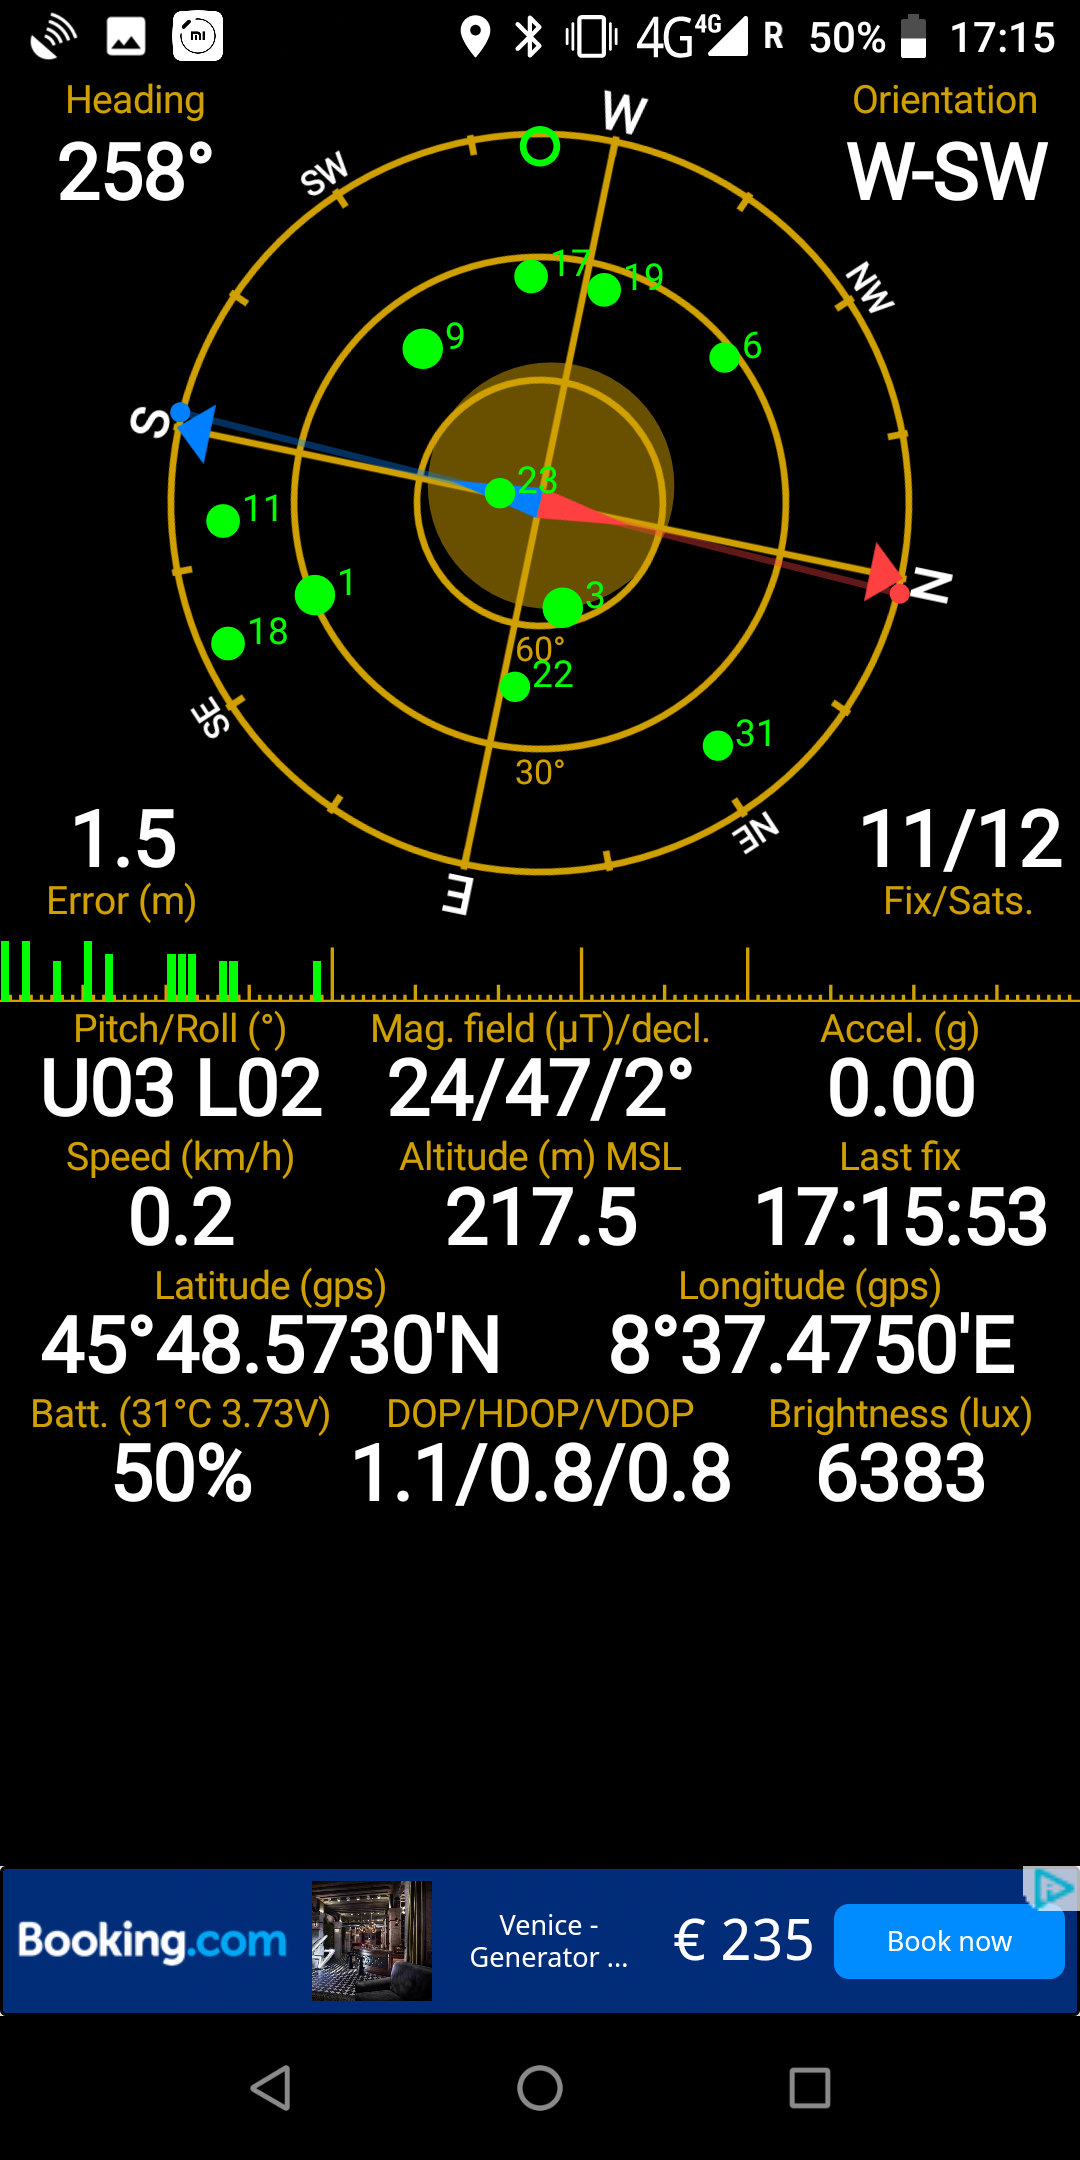 4G 4G R 50% 17:15
Heading
258°
Orientation
W-SW
W
SW
NW
17
19
9
6
S
23
11
1
3
N
18
60°
22
SE
31
30°
NE
E
1.5
Error (m)
11/12
Fix/Sats.
Pitch/Roll (°) Mag. field (µT)/decl. Accel. (g)
U03 L02 24/47/2° 0.00
Speed (km/h) Altitude (m) MSL Last fix
0.2 217.5 17:15:53
Latitude (gps) Longitude (gps)
45°48.5730'N 8°37.4750'E
Batt. (31°C 3.73V) DOP/HDOP/VDOP Brightness (lux)
50% 1.1/0.8/0.8 6383
Booking.com
Venice -
Generator ...
€ 235
Book now